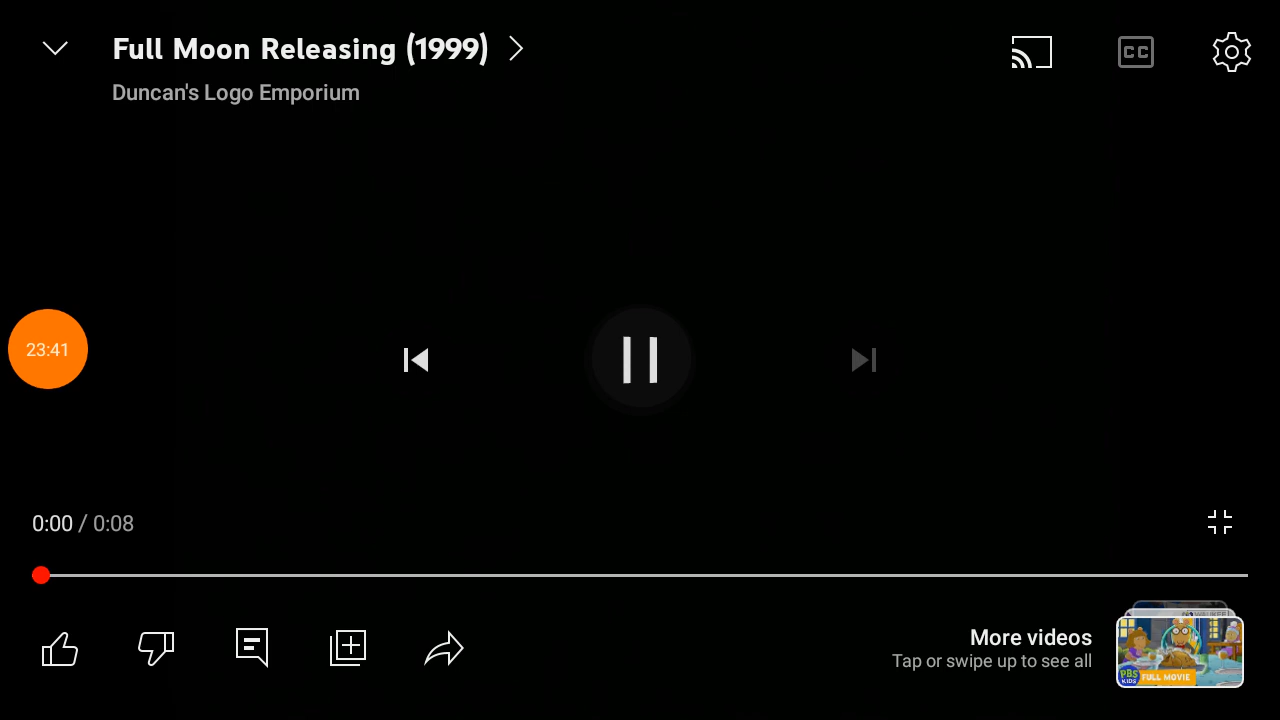 Full Moon Releasing (1999)
Duncan's Logo Emporium
CC
23:41
0:00 / 0:08
More videos
Tap or swipe up to see all
PBS KIDS
FULL MOVIE